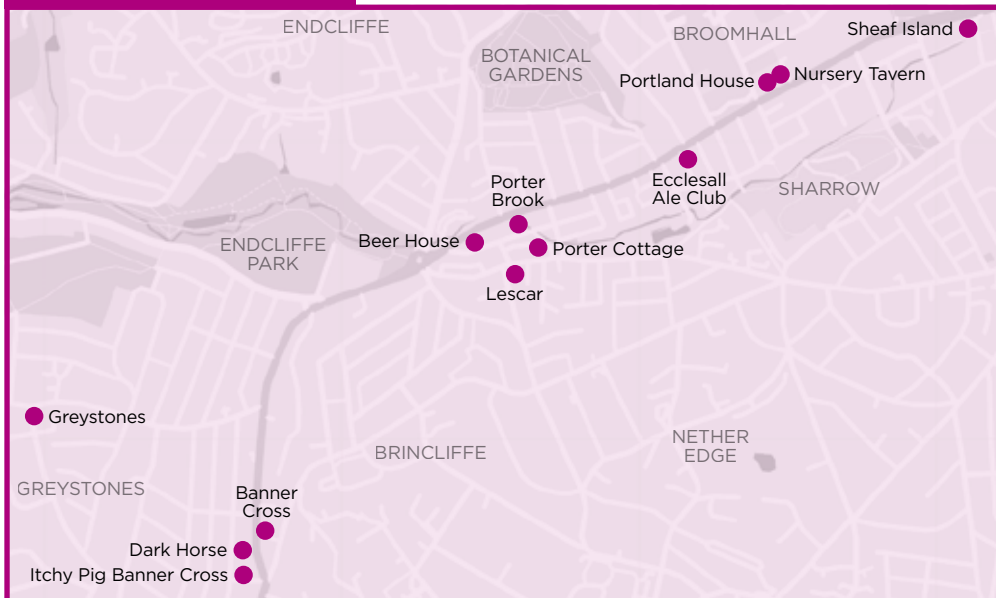 ENDCLIFFE
BROOMHALL
Sheaf Island
BOTANICAL
GARDENS
Portland House
Nursery Tavern
Ecclesall
Ale Club
SHARROW
Porter
Brook
Beer House
Porter Cottage
ENDCLIFFE
PARK
Lescar
Greystones
BRINCLIFFE
NETHER
EDGE
GREYSTONES
Banner
Cross
Dark Horse
Itchy Pig Banner Cross